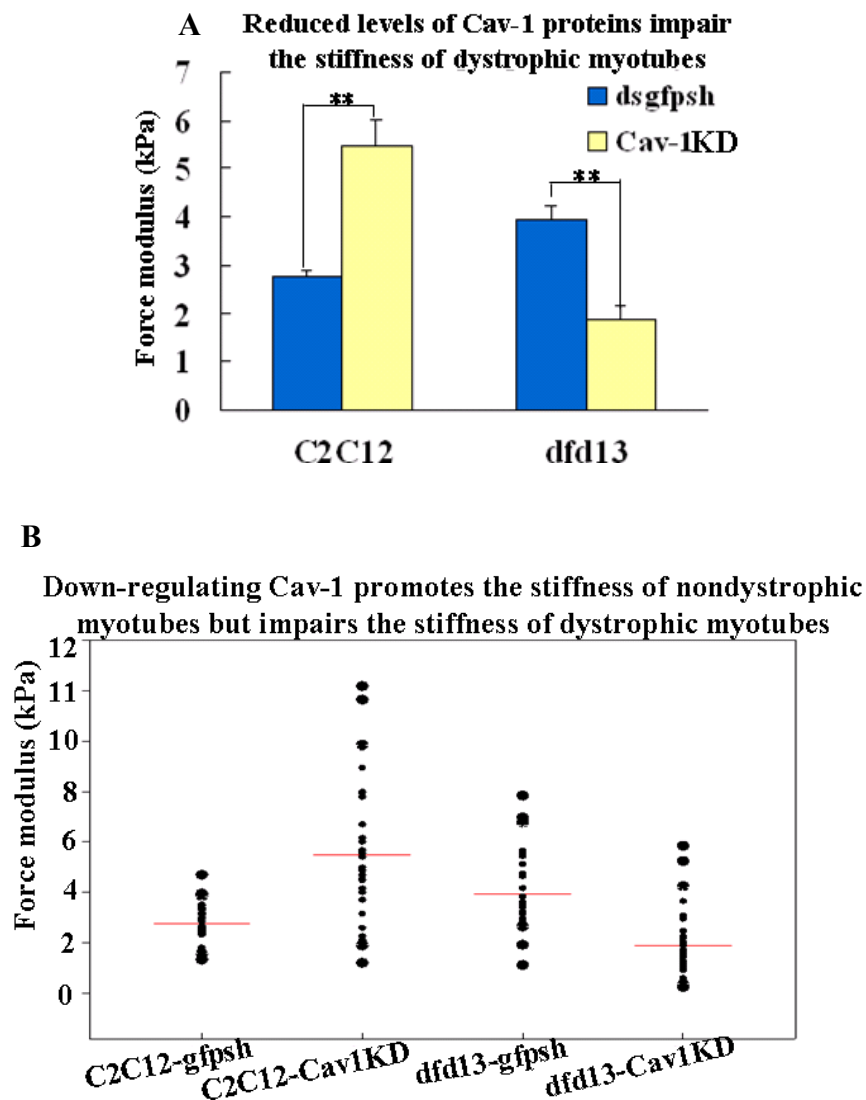 A Reduced levels of Cav-1 proteins impair
the stiffness of dystrophic myotubes
7
6
5
4
3
2
1
0
Force modulus (kPa)
dsgfpsh
Cav-1KD
**
**
C2C12 dfd13
B
Down-regulating Cav-1 promotes the stiffness of nondystrophic
myotubes but impairs the stiffness of dystrophic myotubes
12
11
10
8
6
4
2
0
Force modulus (kPa)
C2C12-gfpsh C2C12-Cav1KD dfd13-gfpsh dfd13-Cav1KD